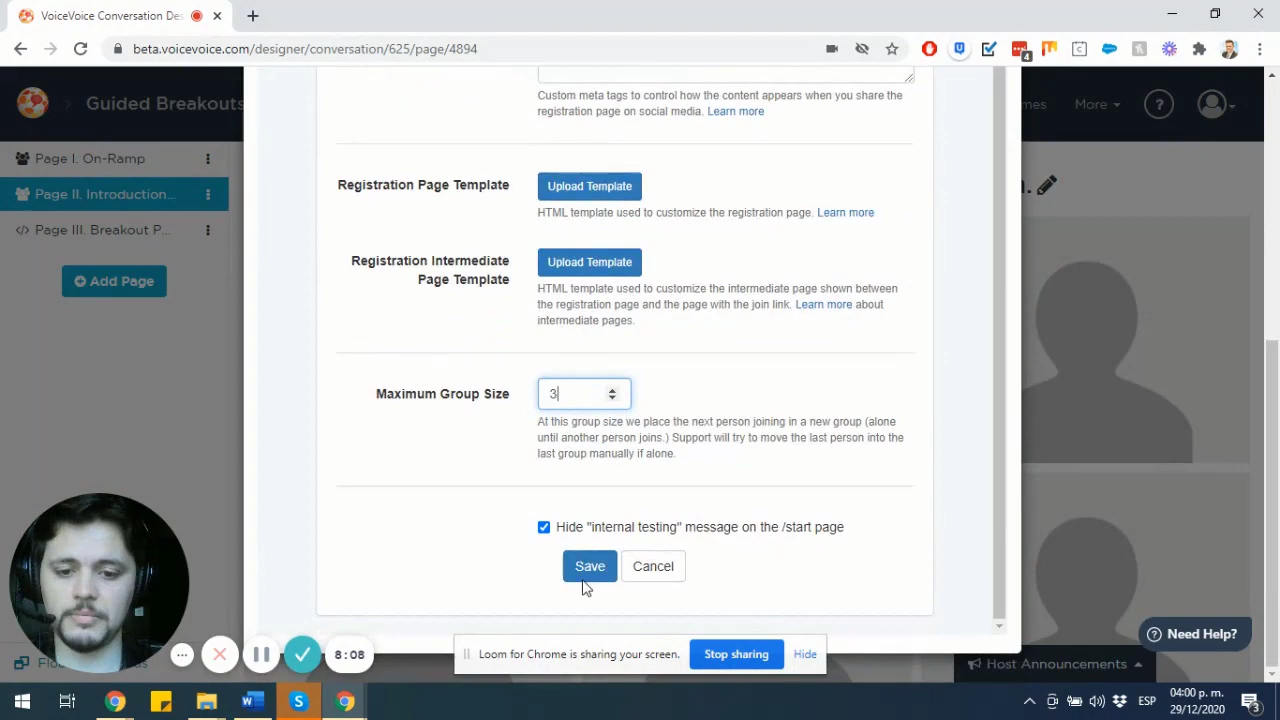 VoiceVoice Conversation Des
beta.voicevoice.com/designer/conversation/625/page/4894
4
Guided Breakouts
mes
More
?
Page I. On-Ramp
Page II. Introduction...
Page III. Breakout P...
Add Page
Custom meta tags to control how the content appears when you share the
registration page on social media. Learn more
Registration Page Template
Upload Template
HTML template used to customize the registration page. Learn more
Registration Intermediate
Page Template
Upload Template
HTML template used to customize the intermediate page shown between
the registration page and the page with the join link. Learn more about
intermediate pages.
Maximum Group Size
3
At this group size we place the next person joining in a new group (alone
until another person joins.) Support will try to move the last person into the
last group manually if alone.
Hide "internal testing" message on the /start page
Save
Cancel
? Need Help?
8:08
Loom for Chrome is sharing your screen.
Stop sharing
Hide
Host Announcements
ESP
04:00 p. m.
29/12/2020
3